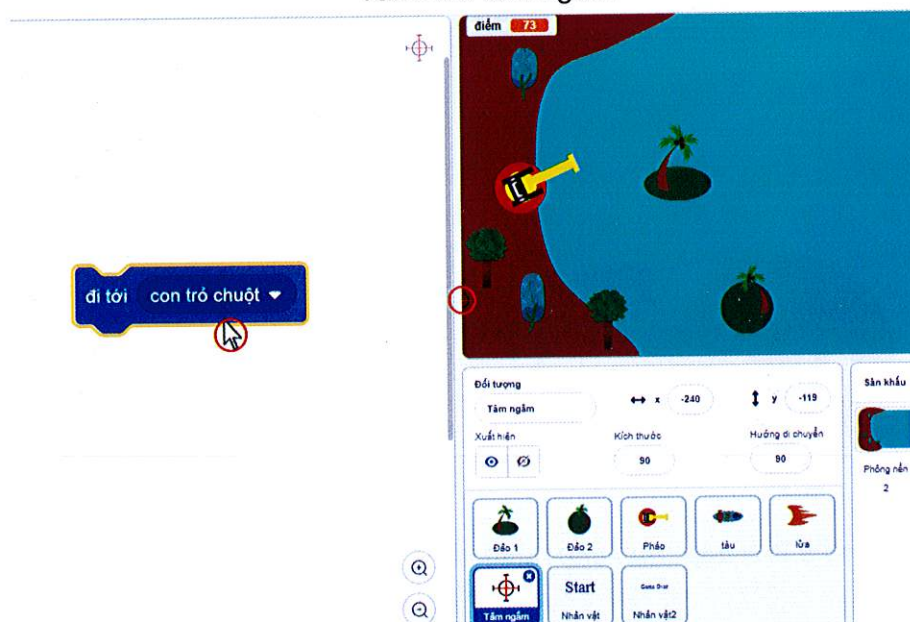 điểm 73
đi tới con trỏ chuột
Đối tượng
Tâm ngắm
x -240
y -119
Xuất hiện
Kích thước
90
Hướng di chuyển
90
Sân khấu
Phông nền
2
Đảo 1
Đảo 2
Pháo
tàu
lửa
Tâm ngắm
Start
Nhân vật
Game Over
Nhân vật2